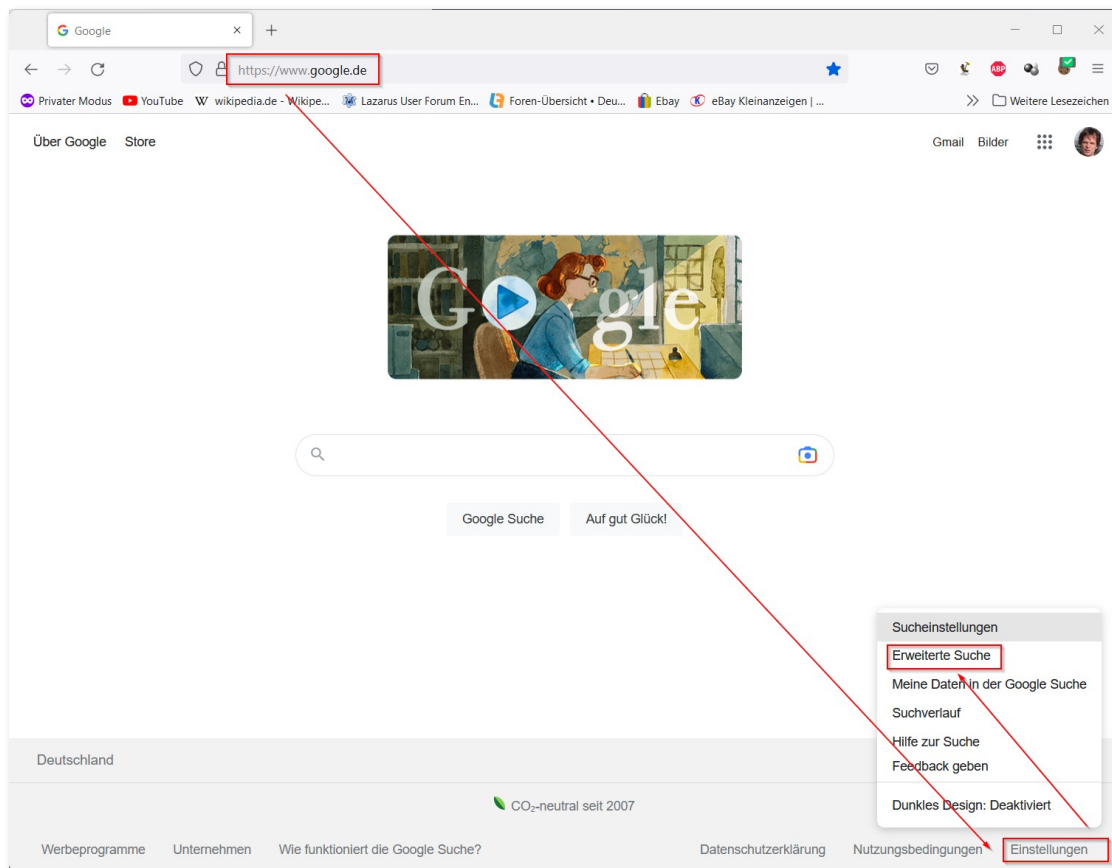 Google
https://www.google.de
ABP
Privater Modus YouTube W wikipedia.de - Wikipe... Lazarus User Forum En... Foren-Übersicht • Deu... Ebay eBay Kleinanzeigen | ... Weitere Lesezeichen
Über Google Store Gmail Bilder
Google
Google Suche Auf gut Glück!
Sucheinstellungen
Erweiterte Suche
Meine Daten in der Google Suche
Suchverlauf
Hilfe zur Suche
Feedback geben
Dunkles Design: Deaktiviert
Deutschland
CO₂-neutral seit 2007
Werbeprogramme Unternehmen Wie funktioniert die Google Suche? Datenschutzerklärung Nutzungsbedingungen Einstellungen